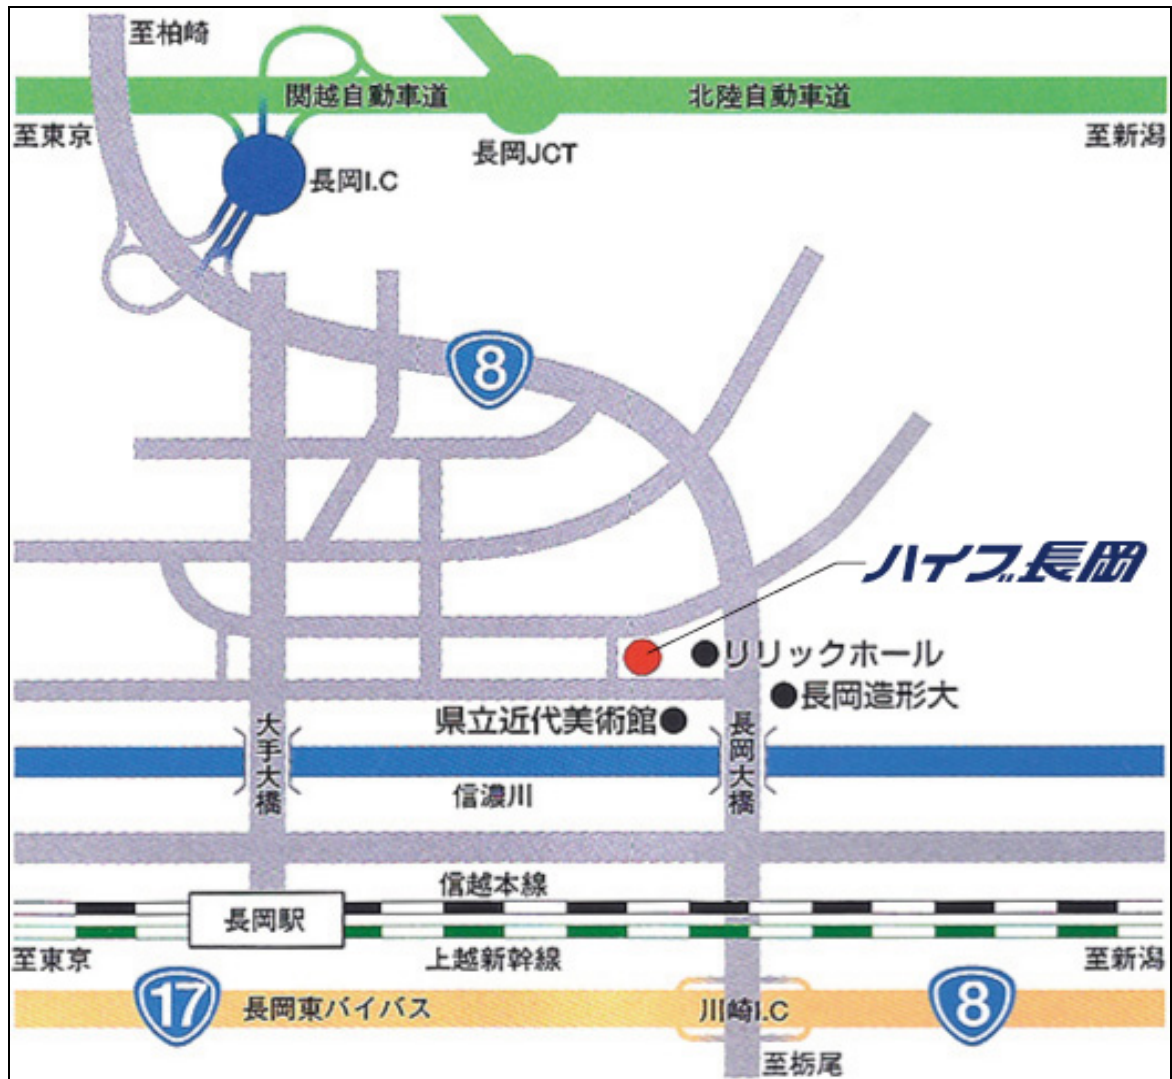 至柏崎
関越自動車道
北陸自動車道
至東京
長岡JCT
至新潟
長岡I.C
8
ハイブ長岡
リリックホール
長岡造形大
県立近代美術館
大手大橋
長岡大橋
信濃川
信越本線
長岡駅
至東京
上越新幹線
至新潟
17
長岡東バイパス
川崎I.C
8
至栃尾